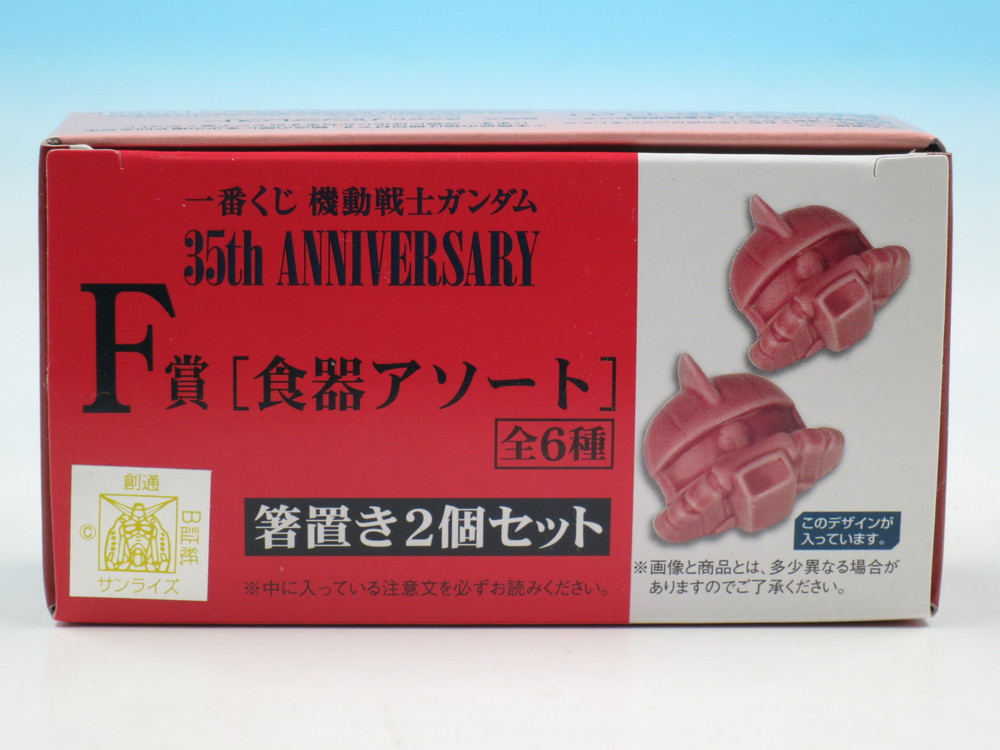 一番くじ 機動戦士ガンダム
35th ANNIVERSARY
F賞[食器アソート]
全6種
箸置き2個セット
※中に入っている注意文を必ずお読みください。
創通
B証紙
©
サンライズ
このデザインが
入っています。
※画像と商品とは、多少異なる場合が
ありますのでご了承ください。